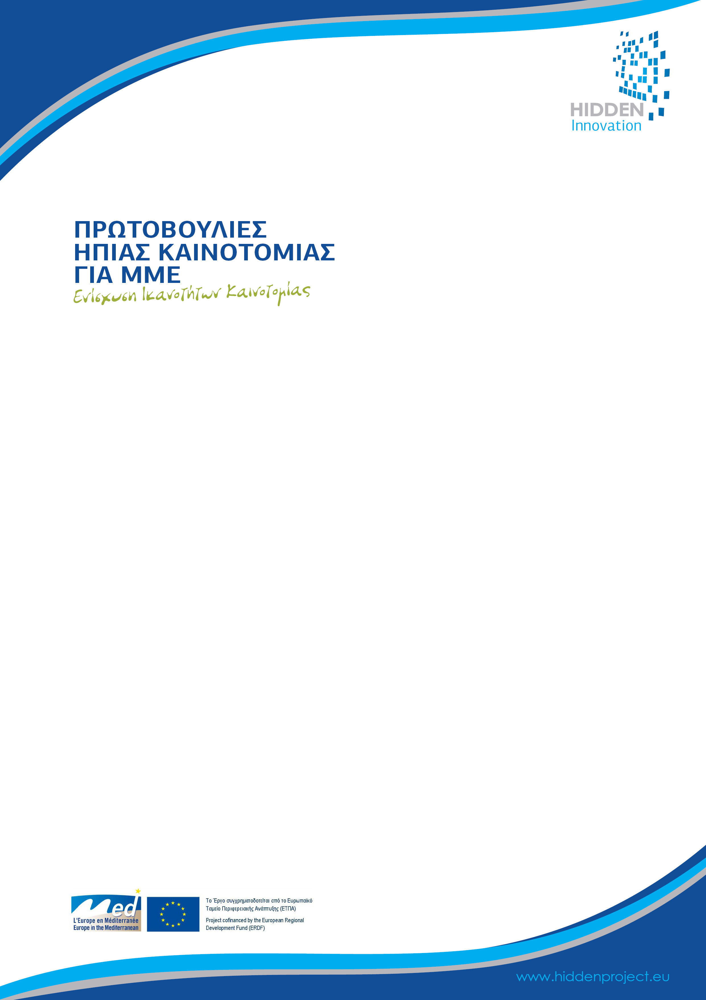 HIDDEN
Innovation
ΠΡΩΤΟΒΟΥΛΙΕΣ
ΗΠΙΑΣ ΚΑΙΝΟΤΟΜΙΑΣ
ΓΙΑ ΜΜΕ
Ενίσχυση Ικανοτήτων Καινοτομίας
med
L'Europe en Méditerranée
Europe in the Mediterranean
Το Έργο συγχρηματοδοτείται από το Ευρωπαϊκό
Ταμείο Περιφερειακής Ανάπτυξης (ΕΤΠΑ)
Project cofinanced by the European Regional
Development Fund (ERDF)
www.hiddenproject.eu